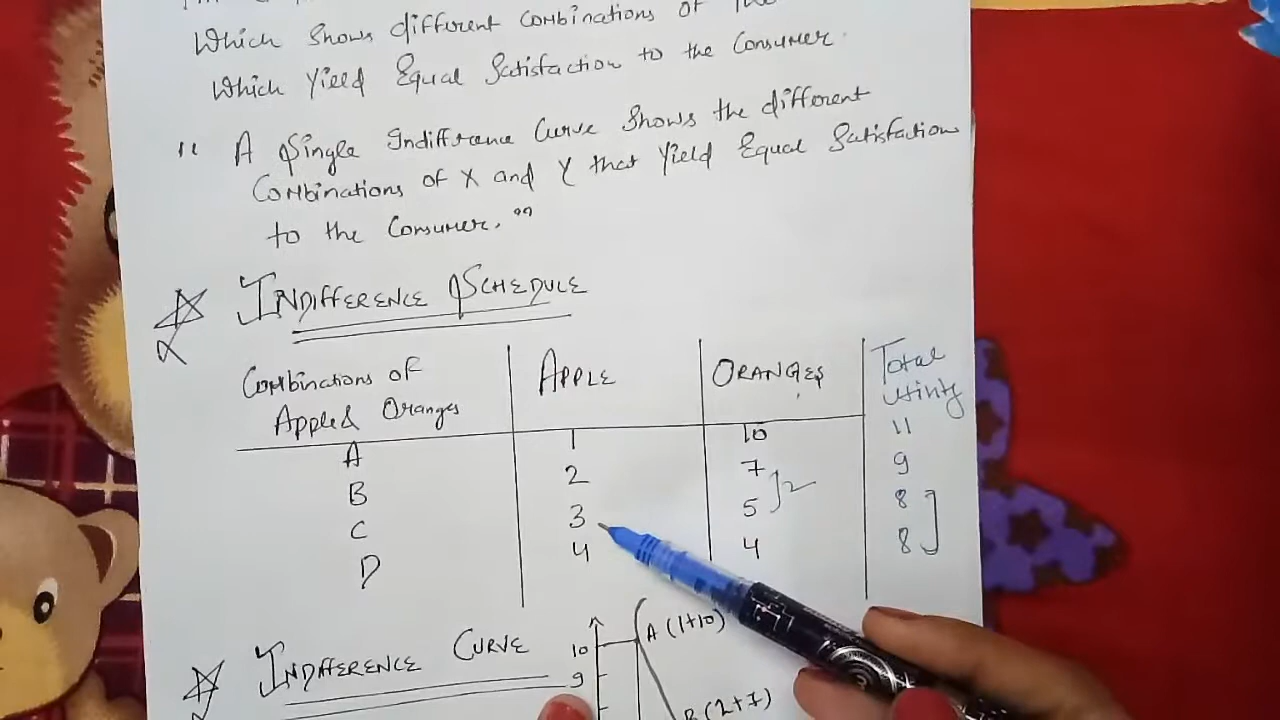 Which Shows different Combinations of
Which Yield Equal Satisfaction to the Consumer.
" A Single Indiffrence Curve Shows the different
Combinations of X and Y that Yield Equal Satisfaction
to the Consumer."
INDIFFERENCE SCHEDULE
Combinations of Apple & Oranges | APPLE | ORANGES | Total utility
A 1 10 11
B 2 7 9
C 3 5 8
D 4 4 8
2
INDIFFERENCE CURVE
10 A (1+10)
9 B (2+7)